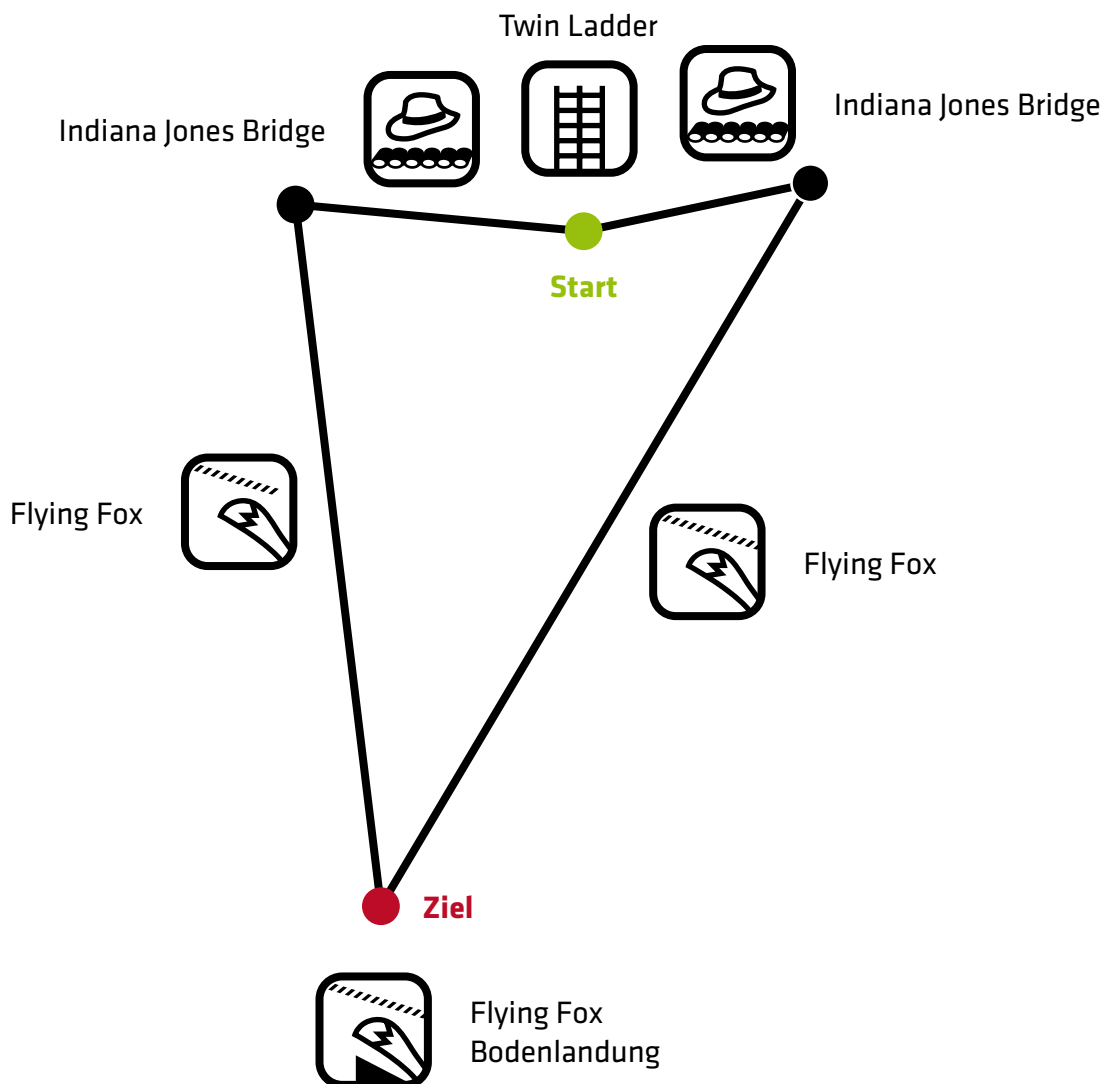 Twin Ladder
Indiana Jones Bridge
Indiana Jones Bridge
Start
Flying Fox
Flying Fox
Ziel
Flying Fox
Bodenlandung